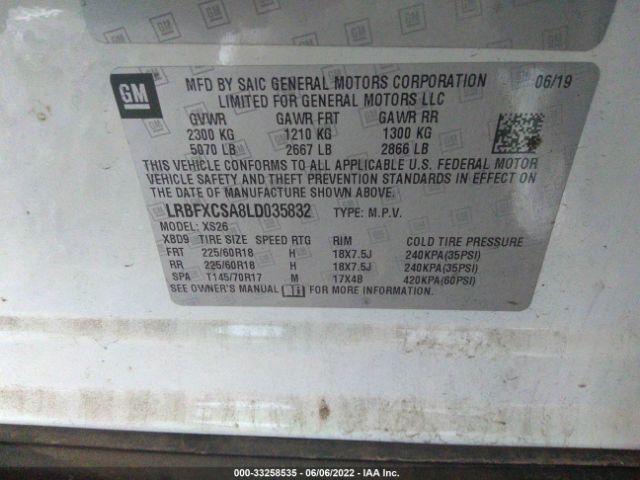 GM
MFD BY SAIC GENERAL MOTORS CORPORATION 06/19
LIMITED FOR GENERAL MOTORS LLC
GVWR GAWR FRT GAWR RR
2300 KG 1210 KG 1300 KG
5070 LB 2667 LB 2866 LB
THIS VEHICLE CONFORMS TO ALL APPLICABLE U.S. FEDERAL MOTOR
VEHICLE SAFETY AND THEFT PREVENTION STANDARDS IN EFFECT ON
THE DATE OF MANUFACTURE SHOWN ABOVE.
LRBFXCSA8LD035832 TYPE: M.P.V.
MODEL: XS26
XBD9 TIRE SIZE SPEED RTG RIM COLD TIRE PRESSURE
FRT 225/60R18 H 18X7.5J 240KPA(35PSI)
RR 225/60R18 H 18X7.5J 240KPA(35PSI)
SP T145/70R17 M 17X4B 420KPA(60PSI)
SEE OWNER'S MANUAL FOR MORE INFORMATION
000-33258535 - 06/06/2022 - IAA Inc.